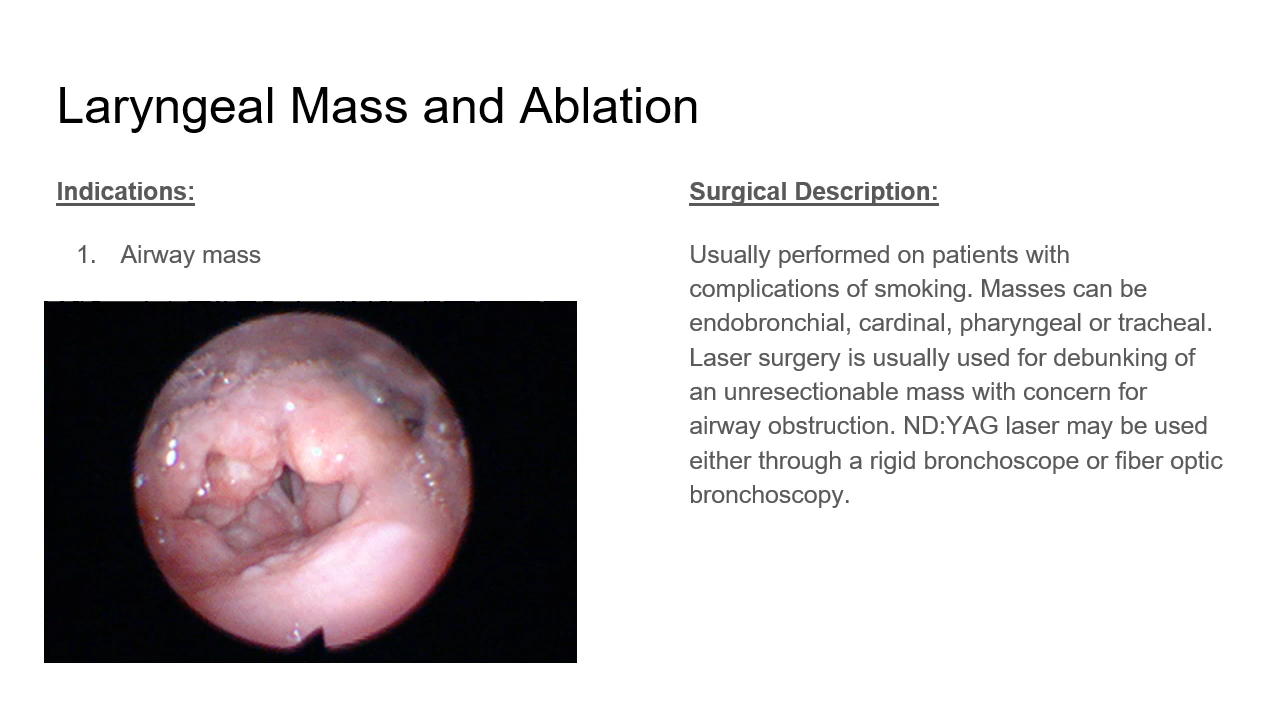 Laryngeal Mass and Ablation
Indications:
1. Airway mass
Surgical Description:
Usually performed on patients with
complications of smoking. Masses can be
endobronchial, cardinal, pharyngeal or tracheal.
Laser surgery is usually used for debunking of
an unresectionable mass with concern for
airway obstruction. ND:YAG laser may be used
either through a rigid bronchoscope or fiber optic
bronchoscopy.